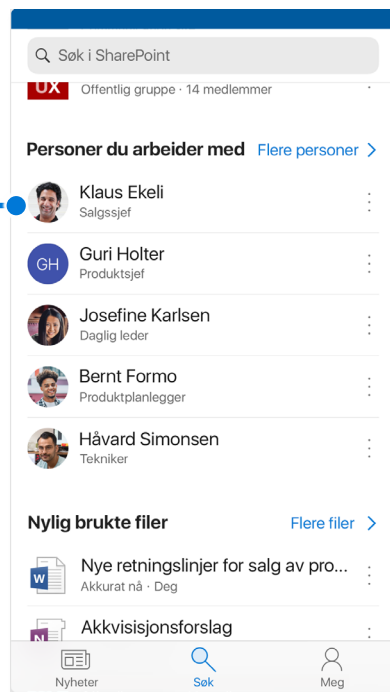 Søk i SharePoint
UX
Offentlig gruppe · 14 medlemmer
Personer du arbeider med Flere personer
Klaus Ekeli
Salgssjef
GH
Guri Holter
Produktsjef
Josefine Karlsen
Daglig leder
Bernt Formo
Produktplanlegger
Håvard Simonsen
Tekniker
Nylig brukte filer Flere filer
W
Nye retningslinjer for salg av pro...
Akkurat nå · Deg
N
Akkvisisjonsforslag
Nyheter Søk Meg